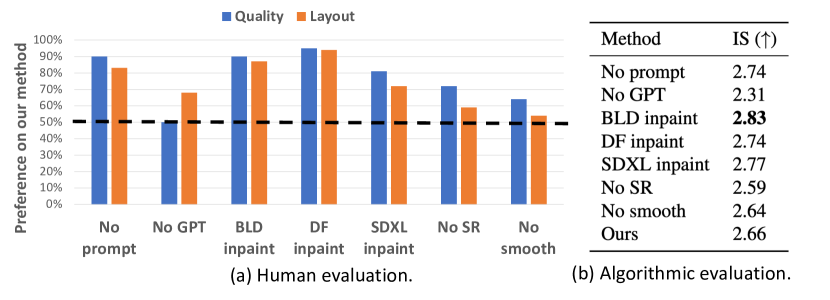 Quality Layout
Preference on our method
100%
90%
80%
70%
60%
50%
40%
30%
20%
10%
0%
No prompt
No GPT
BLD inpaint
DF inpaint
SDXL inpaint
No SR
No smooth
(a) Human evaluation.
Method IS (↑)
No prompt 2.74
No GPT 2.31
BLD inpaint 2.83
DF inpaint 2.74
SDXL inpaint 2.77
No SR 2.59
No smooth 2.64
Ours 2.66
(b) Algorithmic evaluation.